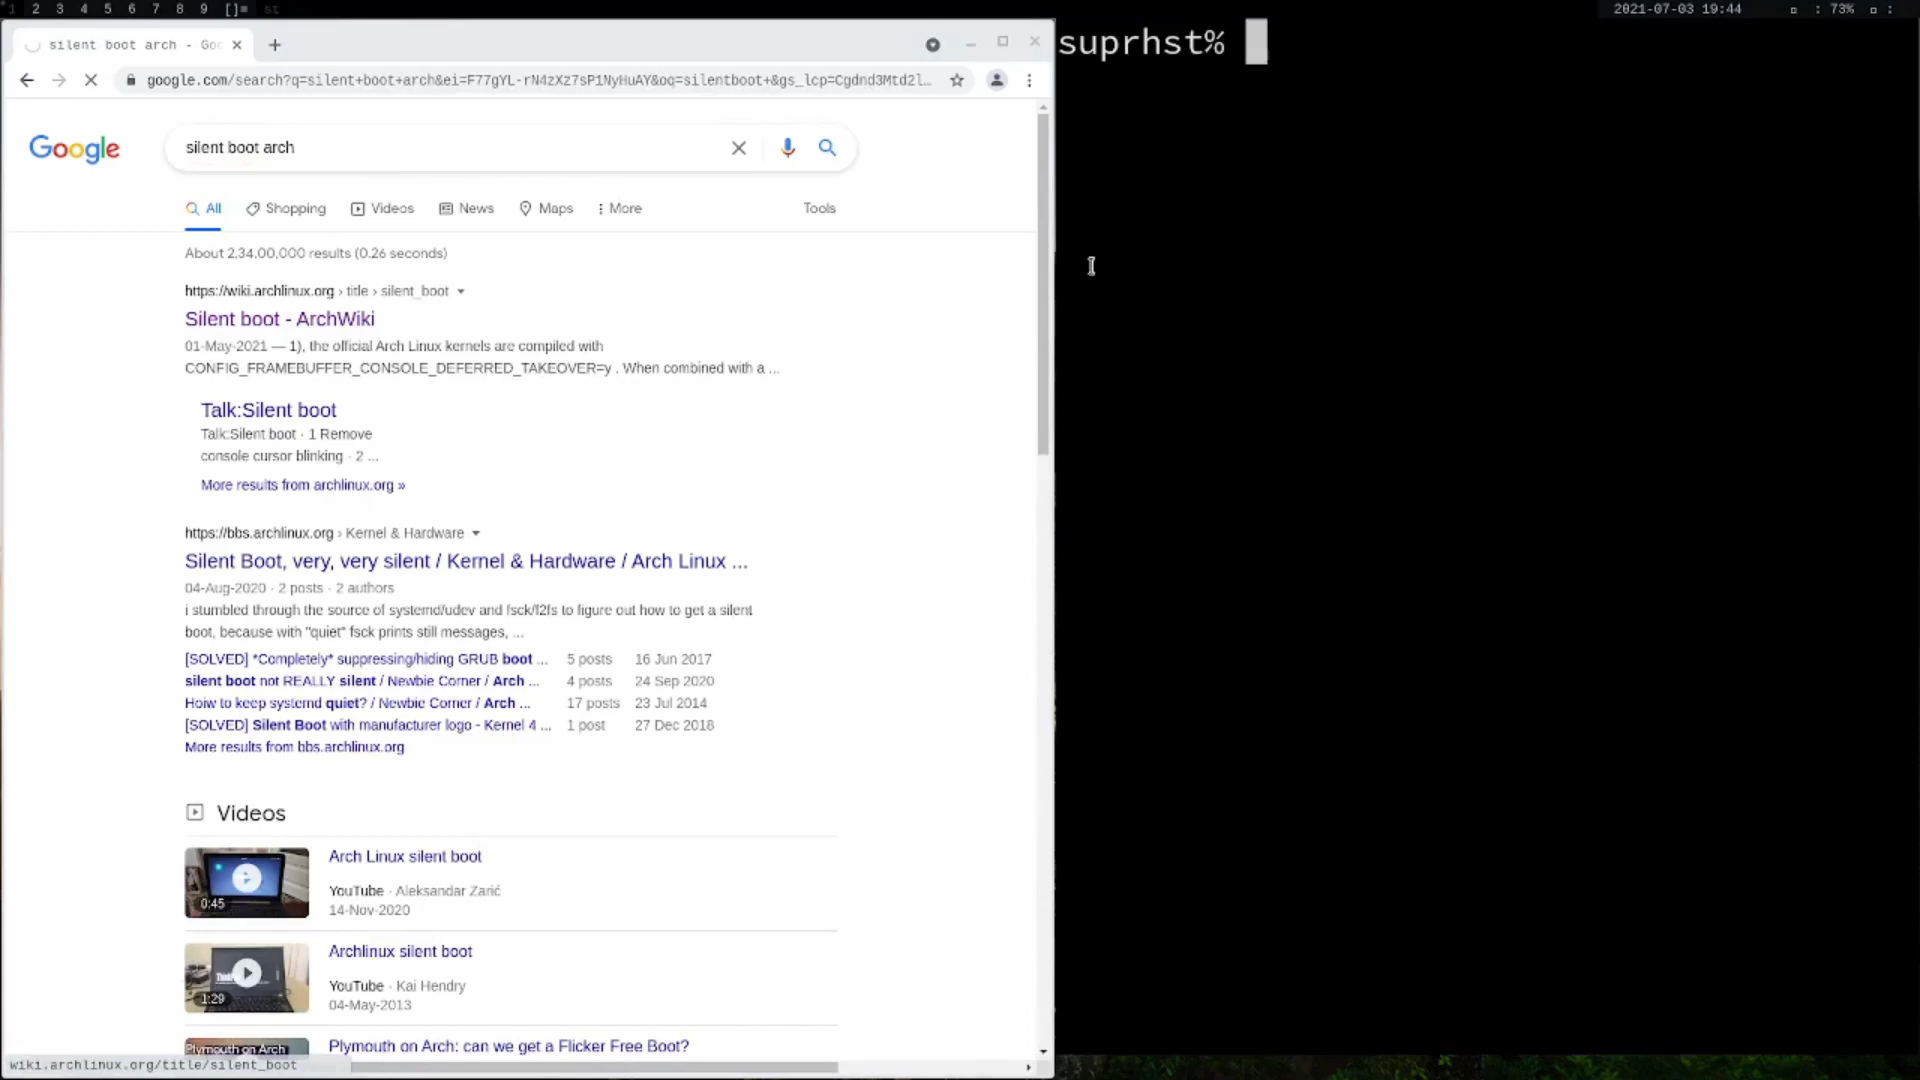 1 2 3 4 5 6 7 8 9 []= st
2021-07-03 19:44 : 73% :
silent boot arch - Goo
google.com/search?q=silent+boot+arch&ei=F77gYL-rN4zXz7sP1NyHuAY&oq=silentboot+&gs_lcp=Cgdnd3Mtd2l…
suprhst%
Google
silent boot arch
All Shopping Videos News Maps More Tools
About 2,34,00,000 results (0.26 seconds)
https://wiki.archlinux.org › title › silent_boot
Silent boot - ArchWiki
01-May-2021 — 1), the official Arch Linux kernels are compiled with
CONFIG_FRAMEBUFFER_CONSOLE_DEFERRED_TAKEOVER=y . When combined with a ...
Talk:Silent boot
Talk:Silent boot · 1 Remove
console cursor blinking · 2 ...
More results from archlinux.org »
https://bbs.archlinux.org › Kernel & Hardware
Silent Boot, very, very silent / Kernel & Hardware / Arch Linux ...
04-Aug-2020 · 2 posts · 2 authors
i stumbled through the source of systemd/udev and fsck/f2fs to figure out how to get a silent
boot, because with "quiet" fsck prints still messages, ...
[SOLVED] *Completely* suppressing/hiding GRUB boot ... 5 posts 16 Jun 2017
silent boot not REALLY silent / Newbie Corner / Arch ... 4 posts 24 Sep 2020
How to keep systemd quiet? / Newbie Corner / Arch ... 17 posts 23 Jul 2014
[SOLVED] Silent Boot with manufacturer logo - Kernel 4 ... 1 post 27 Dec 2018
More results from bbs.archlinux.org
Videos
Arch Linux silent boot
YouTube · Aleksandar Zarić
14-Nov-2020
0:45
Archlinux silent boot
YouTube · Kai Hendry
04-May-2013
1:29
Plymouth on Arch
Plymouth on Arch: can we get a Flicker Free Boot?
wiki.archlinux.org/title/silent_boot